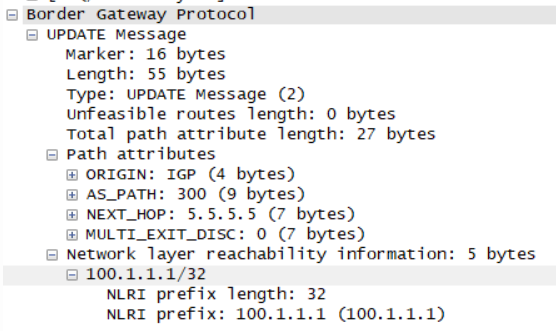 Border Gateway Protocol
UPDATE Message
Marker: 16 bytes
Length: 55 bytes
Type: UPDATE Message (2)
Unfeasible routes length: 0 bytes
Total path attribute length: 27 bytes
Path attributes
ORIGIN: IGP (4 bytes)
AS_PATH: 300 (9 bytes)
NEXT_HOP: 5.5.5.5 (7 bytes)
MULTI_EXIT_DISC: 0 (7 bytes)
Network layer reachability information: 5 bytes
100.1.1.1/32
NLRI prefix length: 32
NLRI prefix: 100.1.1.1 (100.1.1.1)